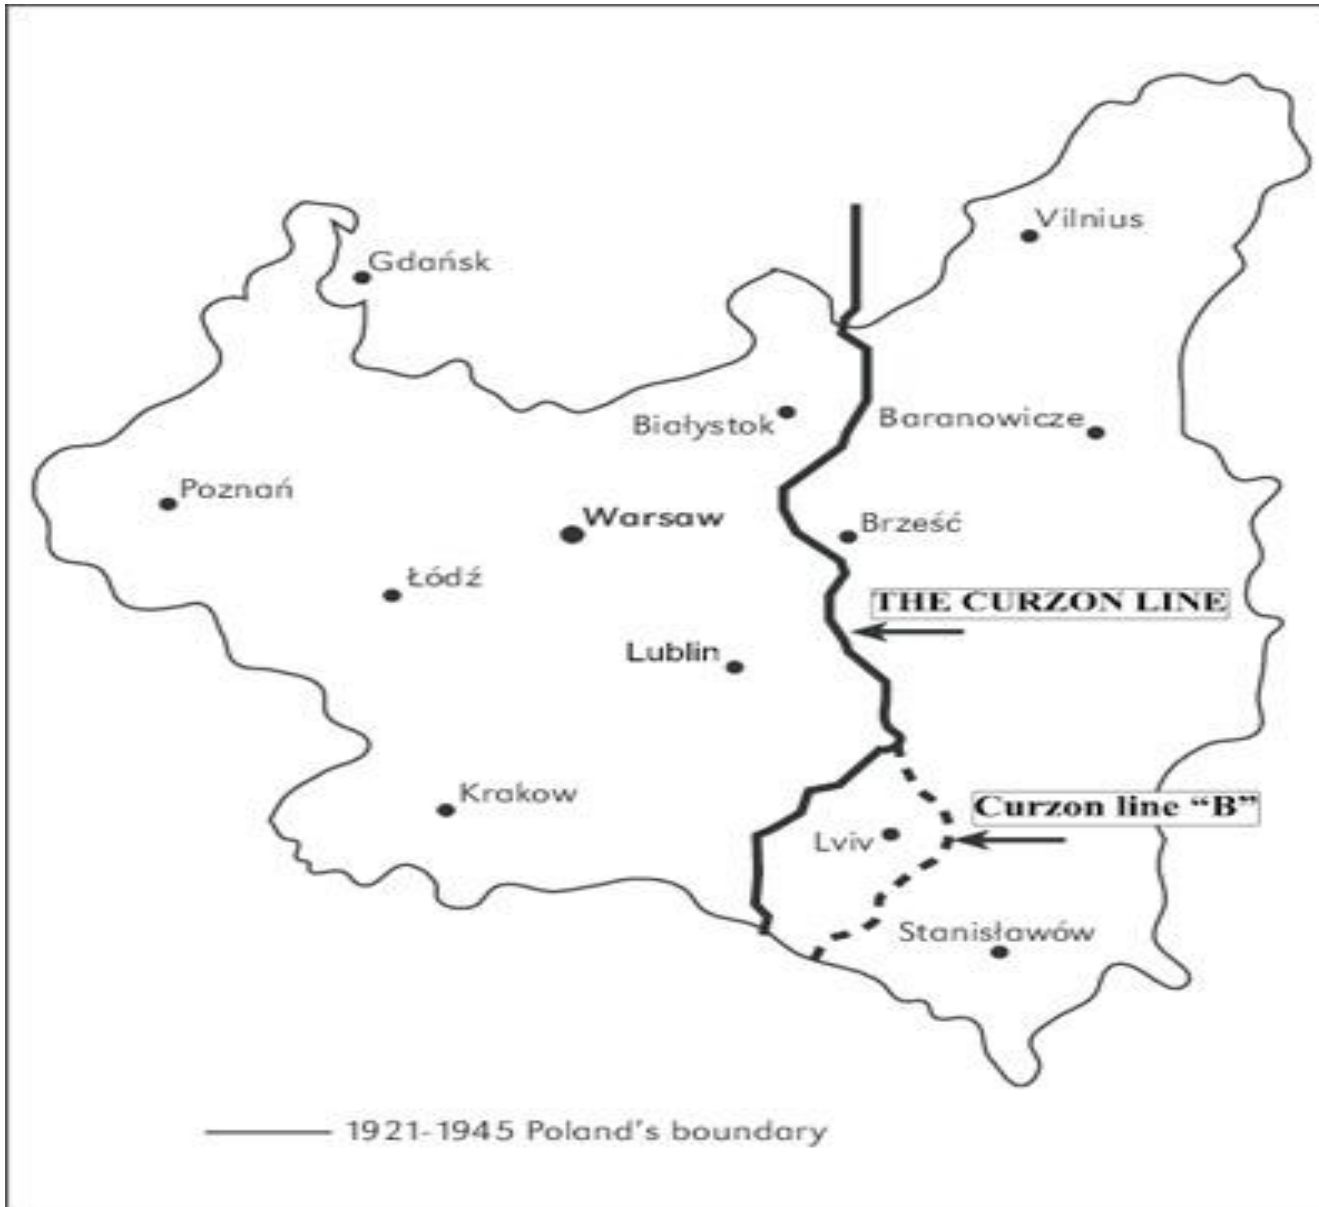 Vilnius
Gdańsk
Białystok
Baranowicze
Poznań
Warsaw
Brześć
Łódź
THE CURZON LINE
Lublin
Krakow
Curzon line “B”
Lviv
Stanisławów
1921-1945 Poland’s boundary